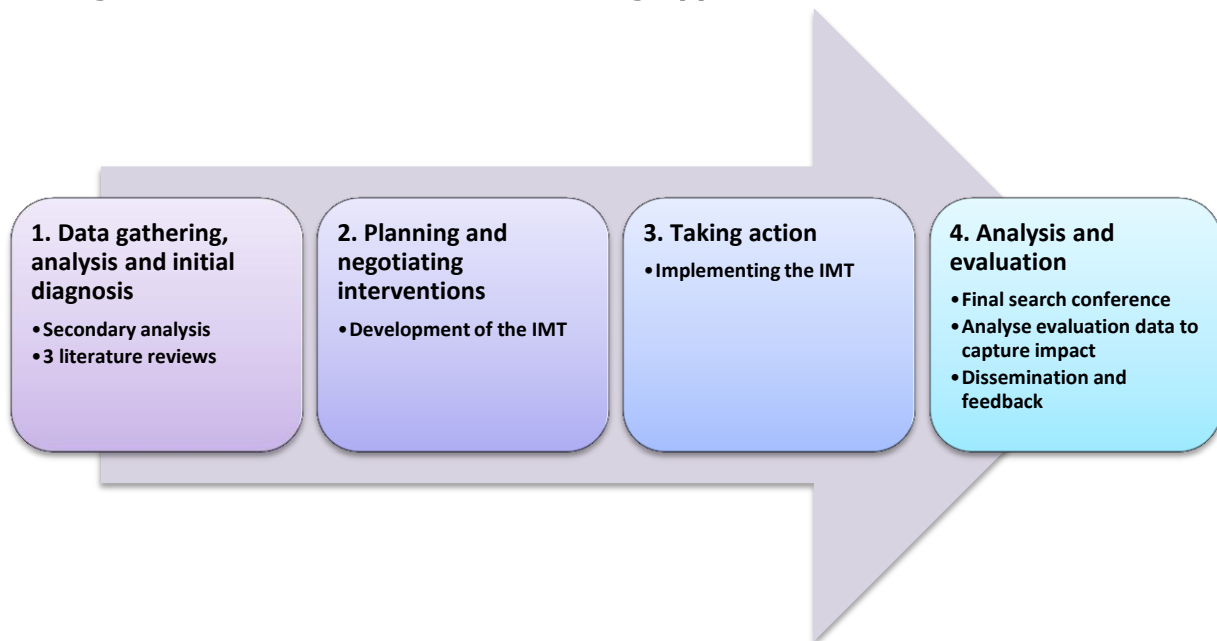 1. Data gathering,
analysis and initial
diagnosis
•Secondary analysis
•3 literature reviews
2. Planning and
negotiating
interventions
•Development of the IMT
3. Taking action
•Implementing the IMT
4. Analysis and
evaluation
•Final search conference
•Analyse evaluation data to
capture impact
•Dissemination and
feedback